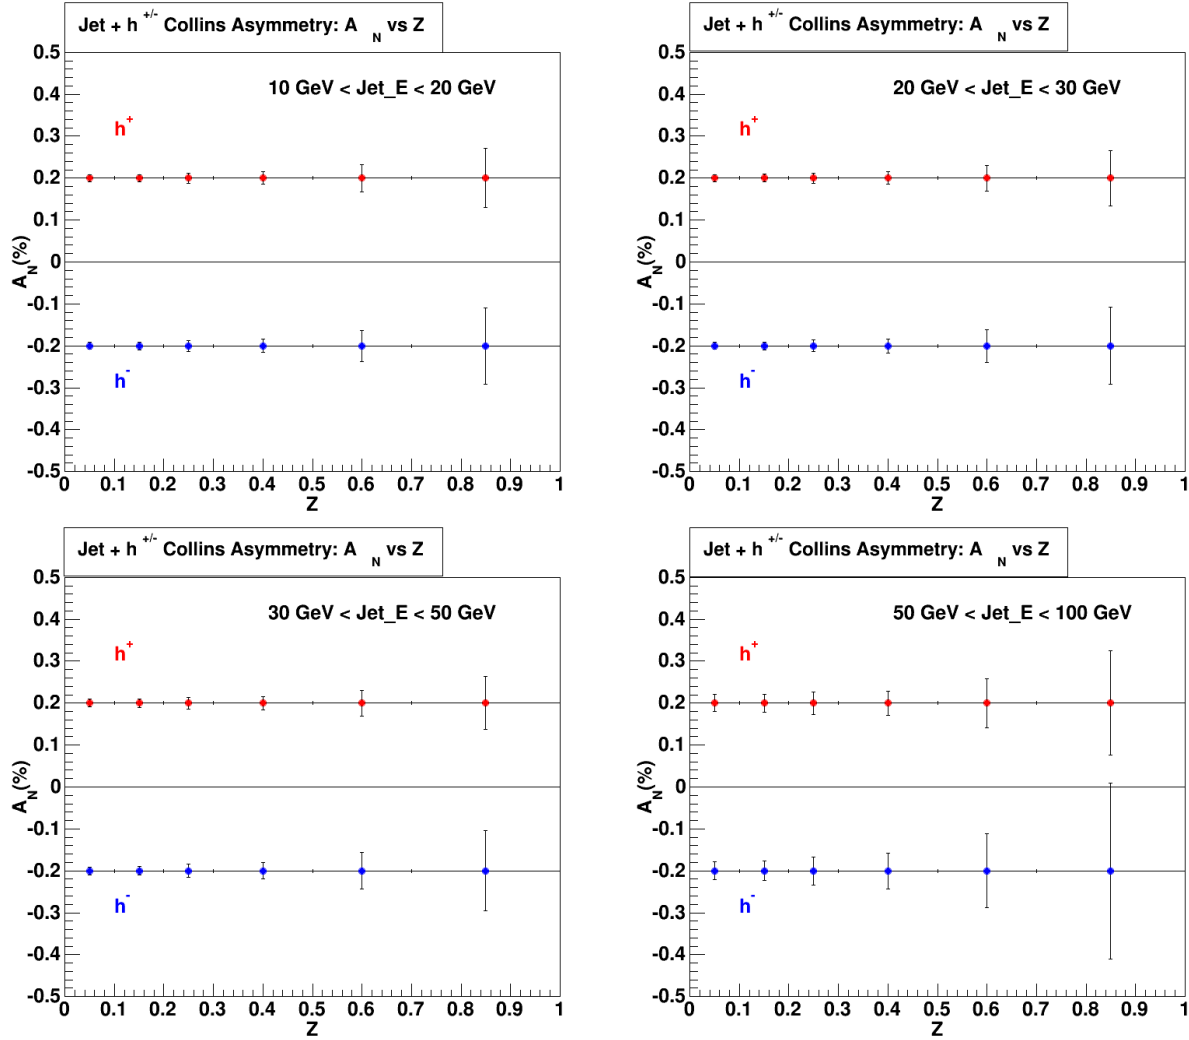 Jet + h +/- Collins Asymmetry: A N vs Z
10 GeV < Jet_E < 20 GeV
h+
h-
A_N(%)
0.5
0.4
0.3
0.2
0.1
0
-0.1
-0.2
-0.3
-0.4
-0.5
0 0.1 0.2 0.3 0.4 0.5 0.6 0.7 0.8 0.9 1
Z
Jet + h +/- Collins Asymmetry: A N vs Z
20 GeV < Jet_E < 30 GeV
h+
h-
A_N(%)
0.5
0.4
0.3
0.2
0.1
0
-0.1
-0.2
-0.3
-0.4
-0.5
0 0.1 0.2 0.3 0.4 0.5 0.6 0.7 0.8 0.9 1
Z
Jet + h +/- Collins Asymmetry: A N vs Z
30 GeV < Jet_E < 50 GeV
h+
h-
A_N(%)
0.5
0.4
0.3
0.2
0.1
0
-0.1
-0.2
-0.3
-0.4
-0.5
0 0.1 0.2 0.3 0.4 0.5 0.6 0.7 0.8 0.9 1
Z
Jet + h +/- Collins Asymmetry: A N vs Z
50 GeV < Jet_E < 100 GeV
h+
h-
A_N(%)
0.5
0.4
0.3
0.2
0.1
0
-0.1
-0.2
-0.3
-0.4
-0.5
0 0.1 0.2 0.3 0.4 0.5 0.6 0.7 0.8 0.9 1
Z